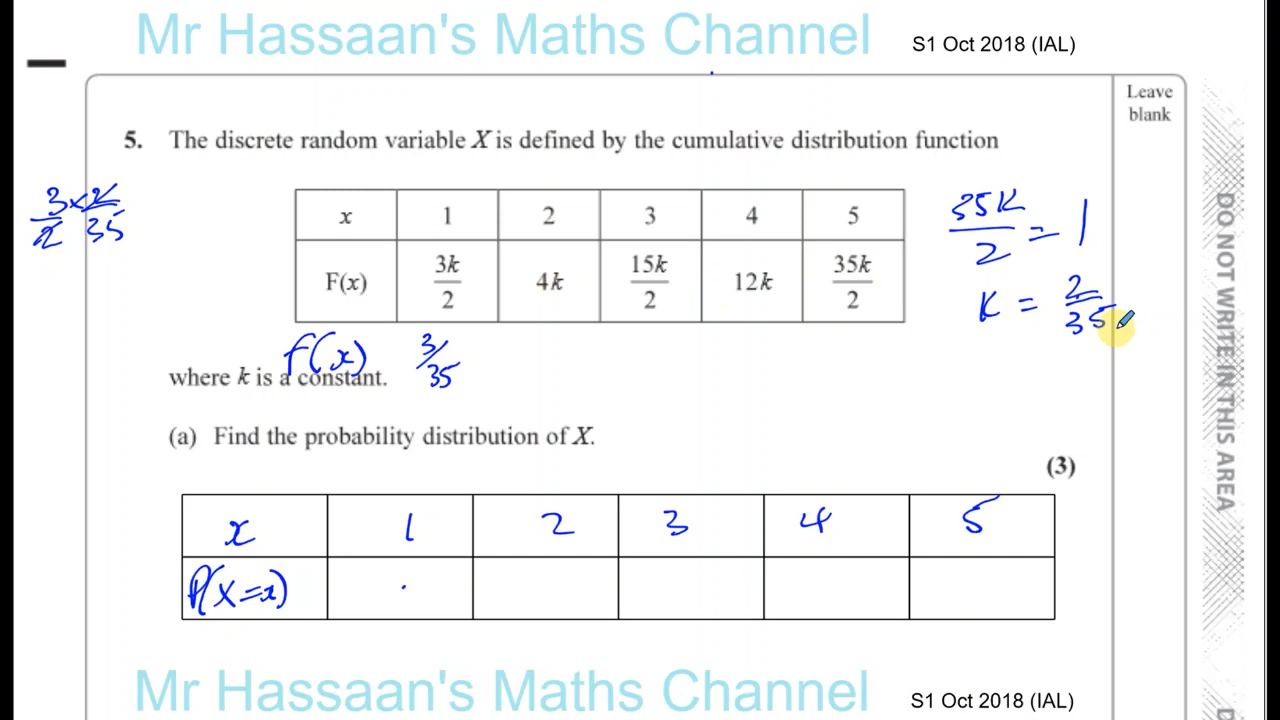 Mr Hassaan's Maths Channel
S1 Oct 2018 (IAL)
Leave
blank
5. The discrete random variable X is defined by the cumulative distribution function
3/2 × 2/35
x 1 2 3 4 5
F(x) 3k/2 4k 15k/2 12k 35k/2
35K/2 = 1
K = 2/35
f(x) 3/35
where k is a constant.
(a) Find the probability distribution of X.
(3)
x 1 2 3 4 5
P(X=x)
DO NOT WRITE IN THIS AREA
Mr Hassaan's Maths Channel
S1 Oct 2018 (IAL)
D